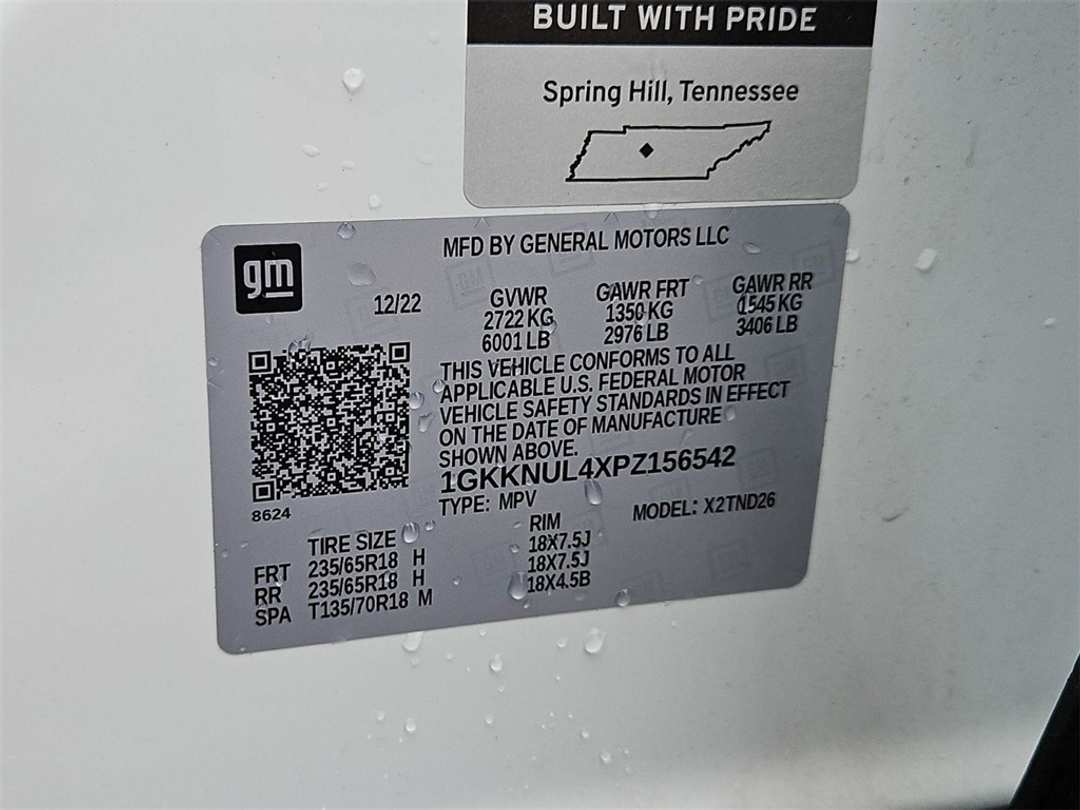 BUILT WITH PRIDE
Spring Hill, Tennessee
MFD BY GENERAL MOTORS LLC
gm
12/22
GVWR GAWR FRT GAWR RR
2722 KG 1350 KG 1545 KG
6001 LB 2976 LB 3406 LB
THIS VEHICLE CONFORMS TO ALL
APPLICABLE U.S. FEDERAL MOTOR
VEHICLE SAFETY STANDARDS IN EFFECT
ON THE DATE OF MANUFACTURE
SHOWN ABOVE.
1GKKNUL4XPZ156542
TYPE: MPV MODEL: X2TND26
8624
TIRE SIZE RIM
FRT 235/65R18 H 18X7.5J
RR 235/65R18 H 18X7.5J
SPA T135/70R18 M 18X4.5B